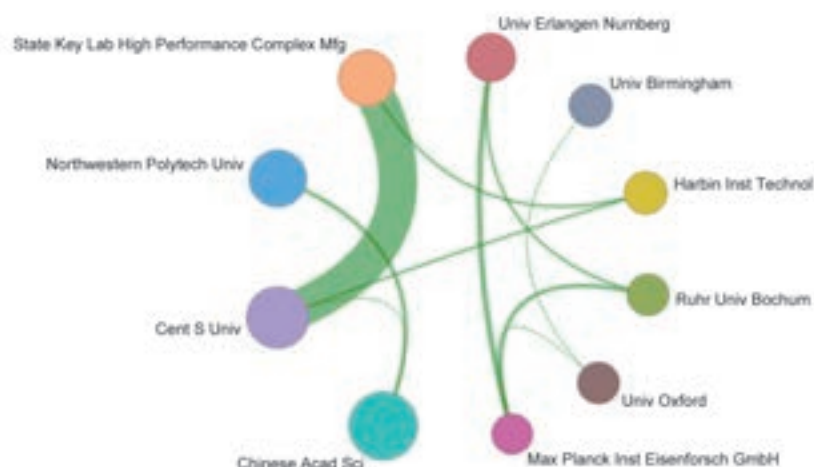 Univ Erlangen Nurnberg
State Key Lab High Performance Complex Mfg
Univ Birmingham
Northwestern Polytech Univ
Harbin Inst Technol
Ruhr Univ Bochum
Cent S Univ
Univ Oxford
Chinese Acad Sci
Max Planck Inst Eisenforsch GmbH